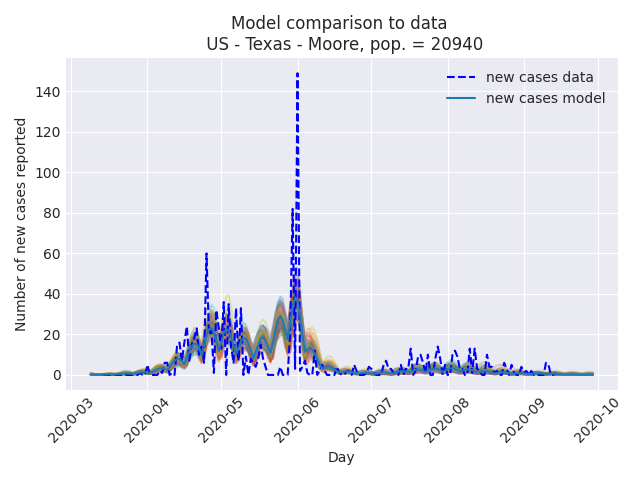 Model comparison to data
US - Texas - Moore, pop. = 20940
new cases data
new cases model
Number of new cases reported
140
120
100
80
60
40
20
0
2020-03
2020-04
2020-05
2020-06
2020-07
2020-08
2020-09
2020-10
Day